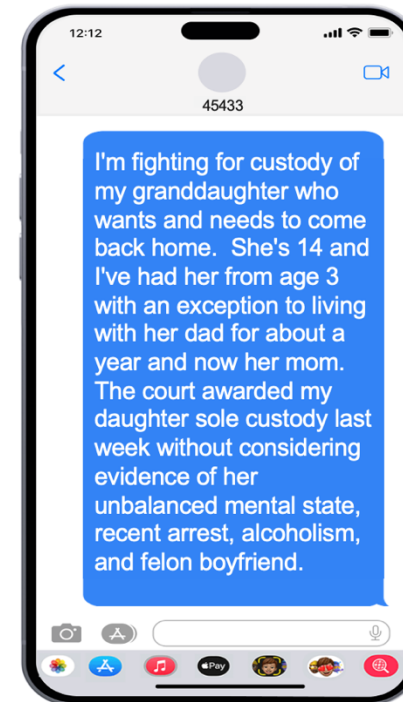 12:12
45433
I'm fighting for custody of
my granddaughter who
wants and needs to come
back home.  She's 14 and
I've had her from age 3
with an exception to living
with her dad for about a
year and now her mom.
The court awarded my
daughter sole custody last
week without considering
evidence of her
unbalanced mental state,
recent arrest, alcoholism,
and felon boyfriend.
Pay